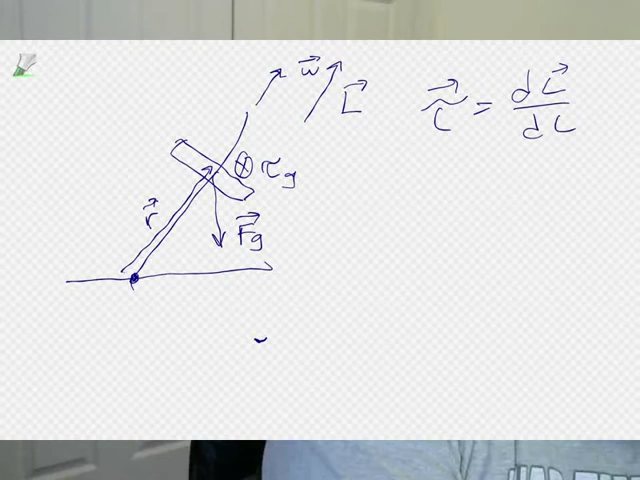 ω⃗
L⃗
τ⃗ = dL⃗/dt
⊗ τg
r⃗
F⃗g